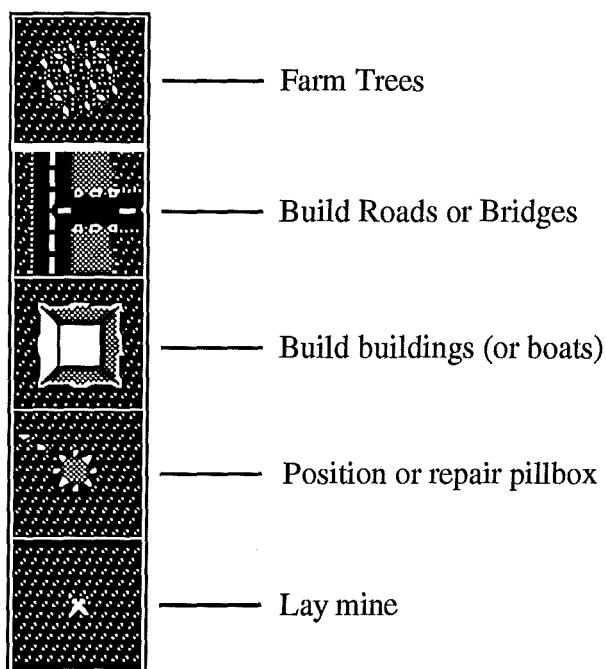 Farm Trees
Build Roads or Bridges
Build buildings (or boats)
Position or repair pillbox
Lay mine